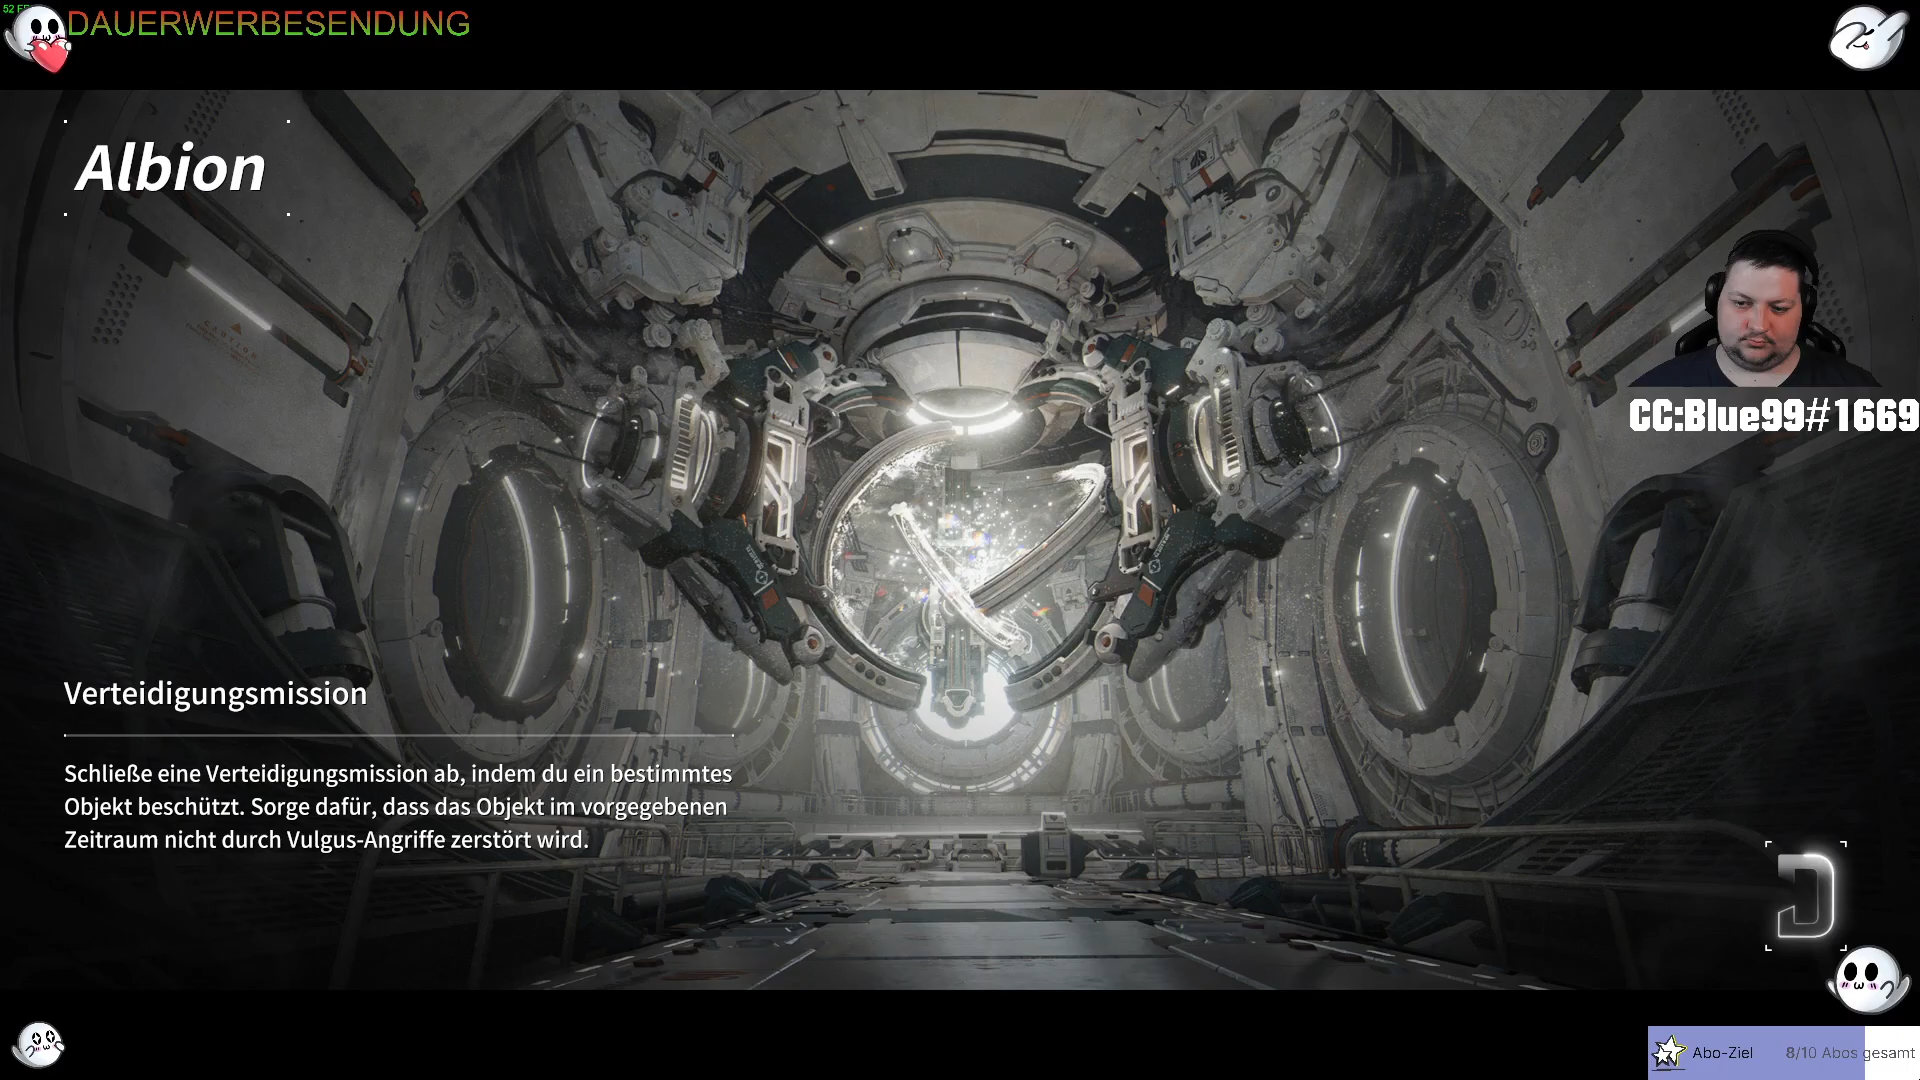 DAUERWERBESENDUNG
Albion
CC:Blue99#1669
Verteidigungsmission
Schließe eine Verteidigungsmission ab, indem du ein bestimmtes
Objekt beschützt. Sorge dafür, dass das Objekt im vorgegebenen
Zeitraum nicht durch Vulgus-Angriffe zerstört wird.
Abo-Ziel 8/10 Abos gesamt